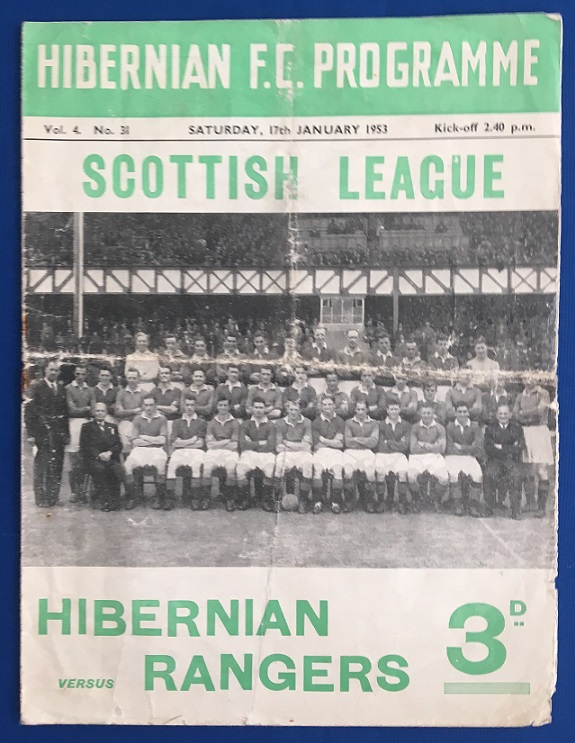 HIBERNIAN F.C. PROGRAMME
Vol. 4. No. 31 SATURDAY, 17th JANUARY 1953 Kick-off 2.40 p.m.
SCOTTISH LEAGUE
HIBERNIAN
VERSUS RANGERS
3D